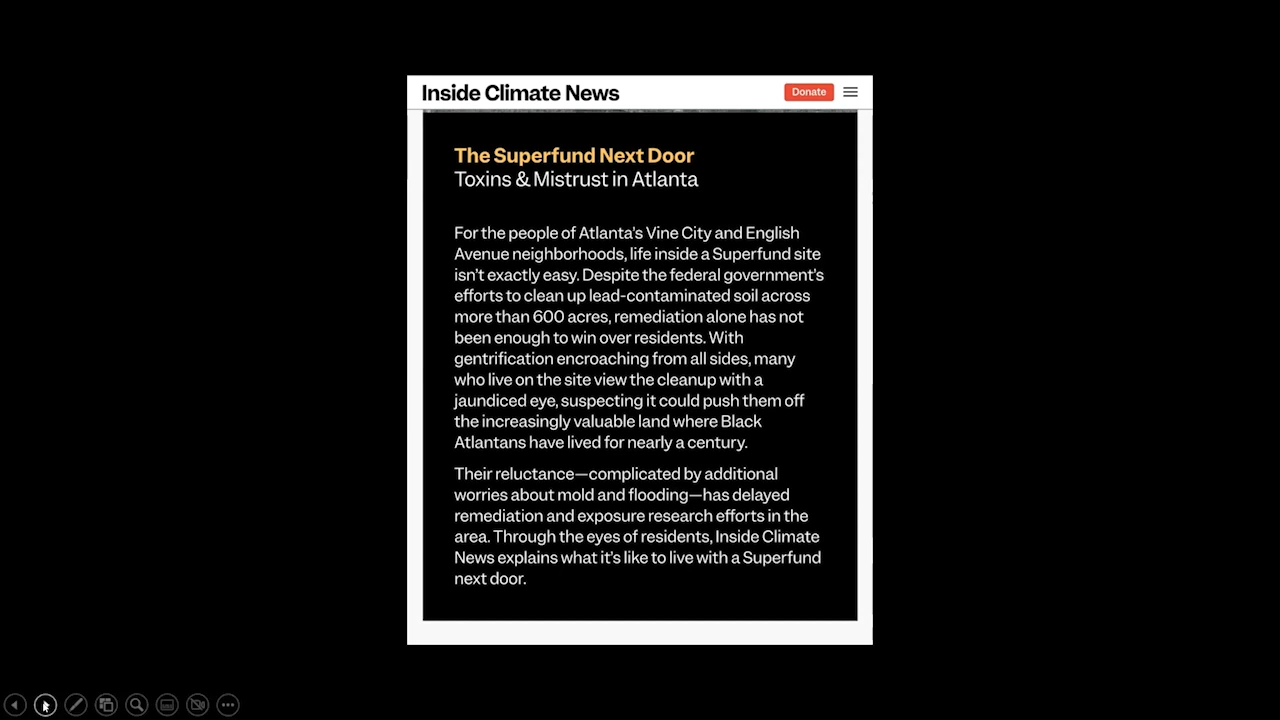 Inside Climate News
Donate
The Superfund Next Door
Toxins & Mistrust in Atlanta
For the people of Atlanta's Vine City and English
Avenue neighborhoods, life inside a Superfund site
isn't exactly easy. Despite the federal government's
efforts to clean up lead-contaminated soil across
more than 600 acres, remediation alone has not
been enough to win over residents. With
gentrification encroaching from all sides, many
who live on the site view the cleanup with a
jaundiced eye, suspecting it could push them off
the increasingly valuable land where Black
Atlantans have lived for nearly a century.
Their reluctance—complicated by additional
worries about mold and flooding—has delayed
remediation and exposure research efforts in the
area. Through the eyes of residents, Inside Climate
News explains what it's like to live with a Superfund
next door.